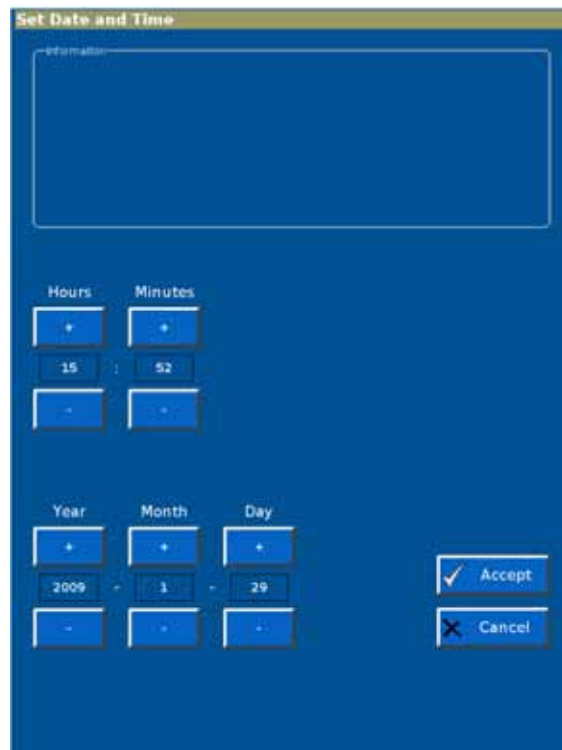 Set Date and Time
Information
Hours Minutes
+ +
15 : 52
- -
Year Month Day
+ + +
2009 - 1 - 29
- - -
Accept
Cancel